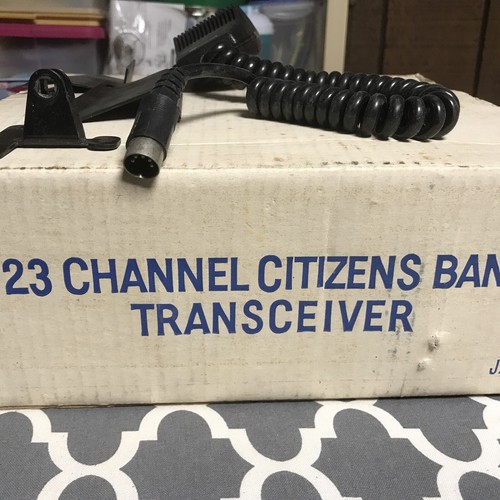 23 CHANNEL CITIZENS BAN
TRANSCEIVER